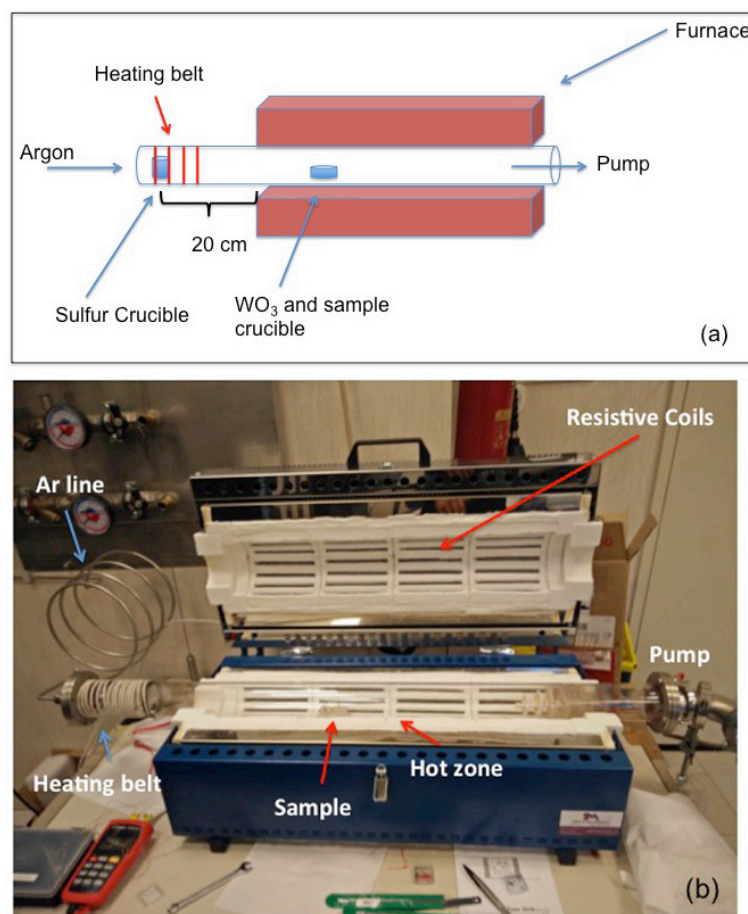 Furnace
Heating belt
Argon
Pump
20 cm
Sulfur Crucible
WO₃ and sample
crucible
(a)
Resistive Coils
Ar line
Pump
Heating belt
Sample
Hot zone
(b)